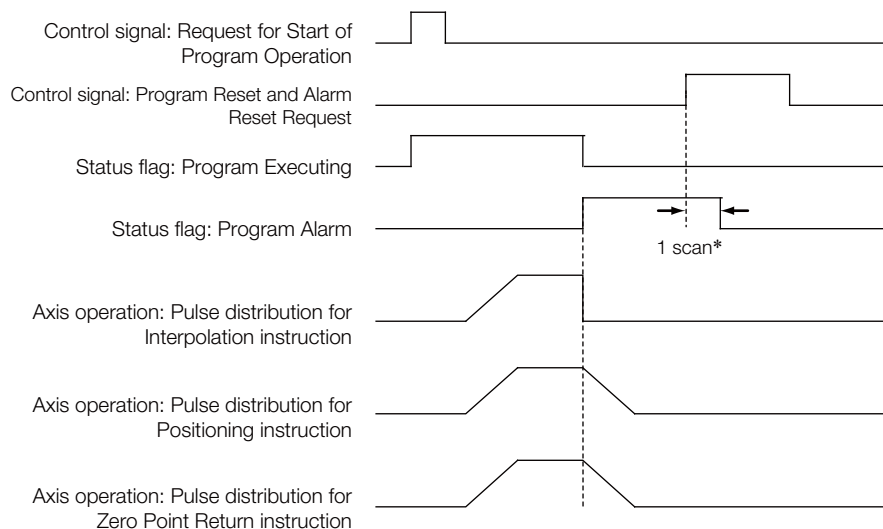 Control signal: Request for Start of
Program Operation
Control signal: Program Reset and Alarm
Reset Request
Status flag: Program Executing
Status flag: Program Alarm
1 scan*
Axis operation: Pulse distribution for
Interpolation instruction
Axis operation: Pulse distribution for
Positioning instruction
Axis operation: Pulse distribution for
Zero Point Return instruction